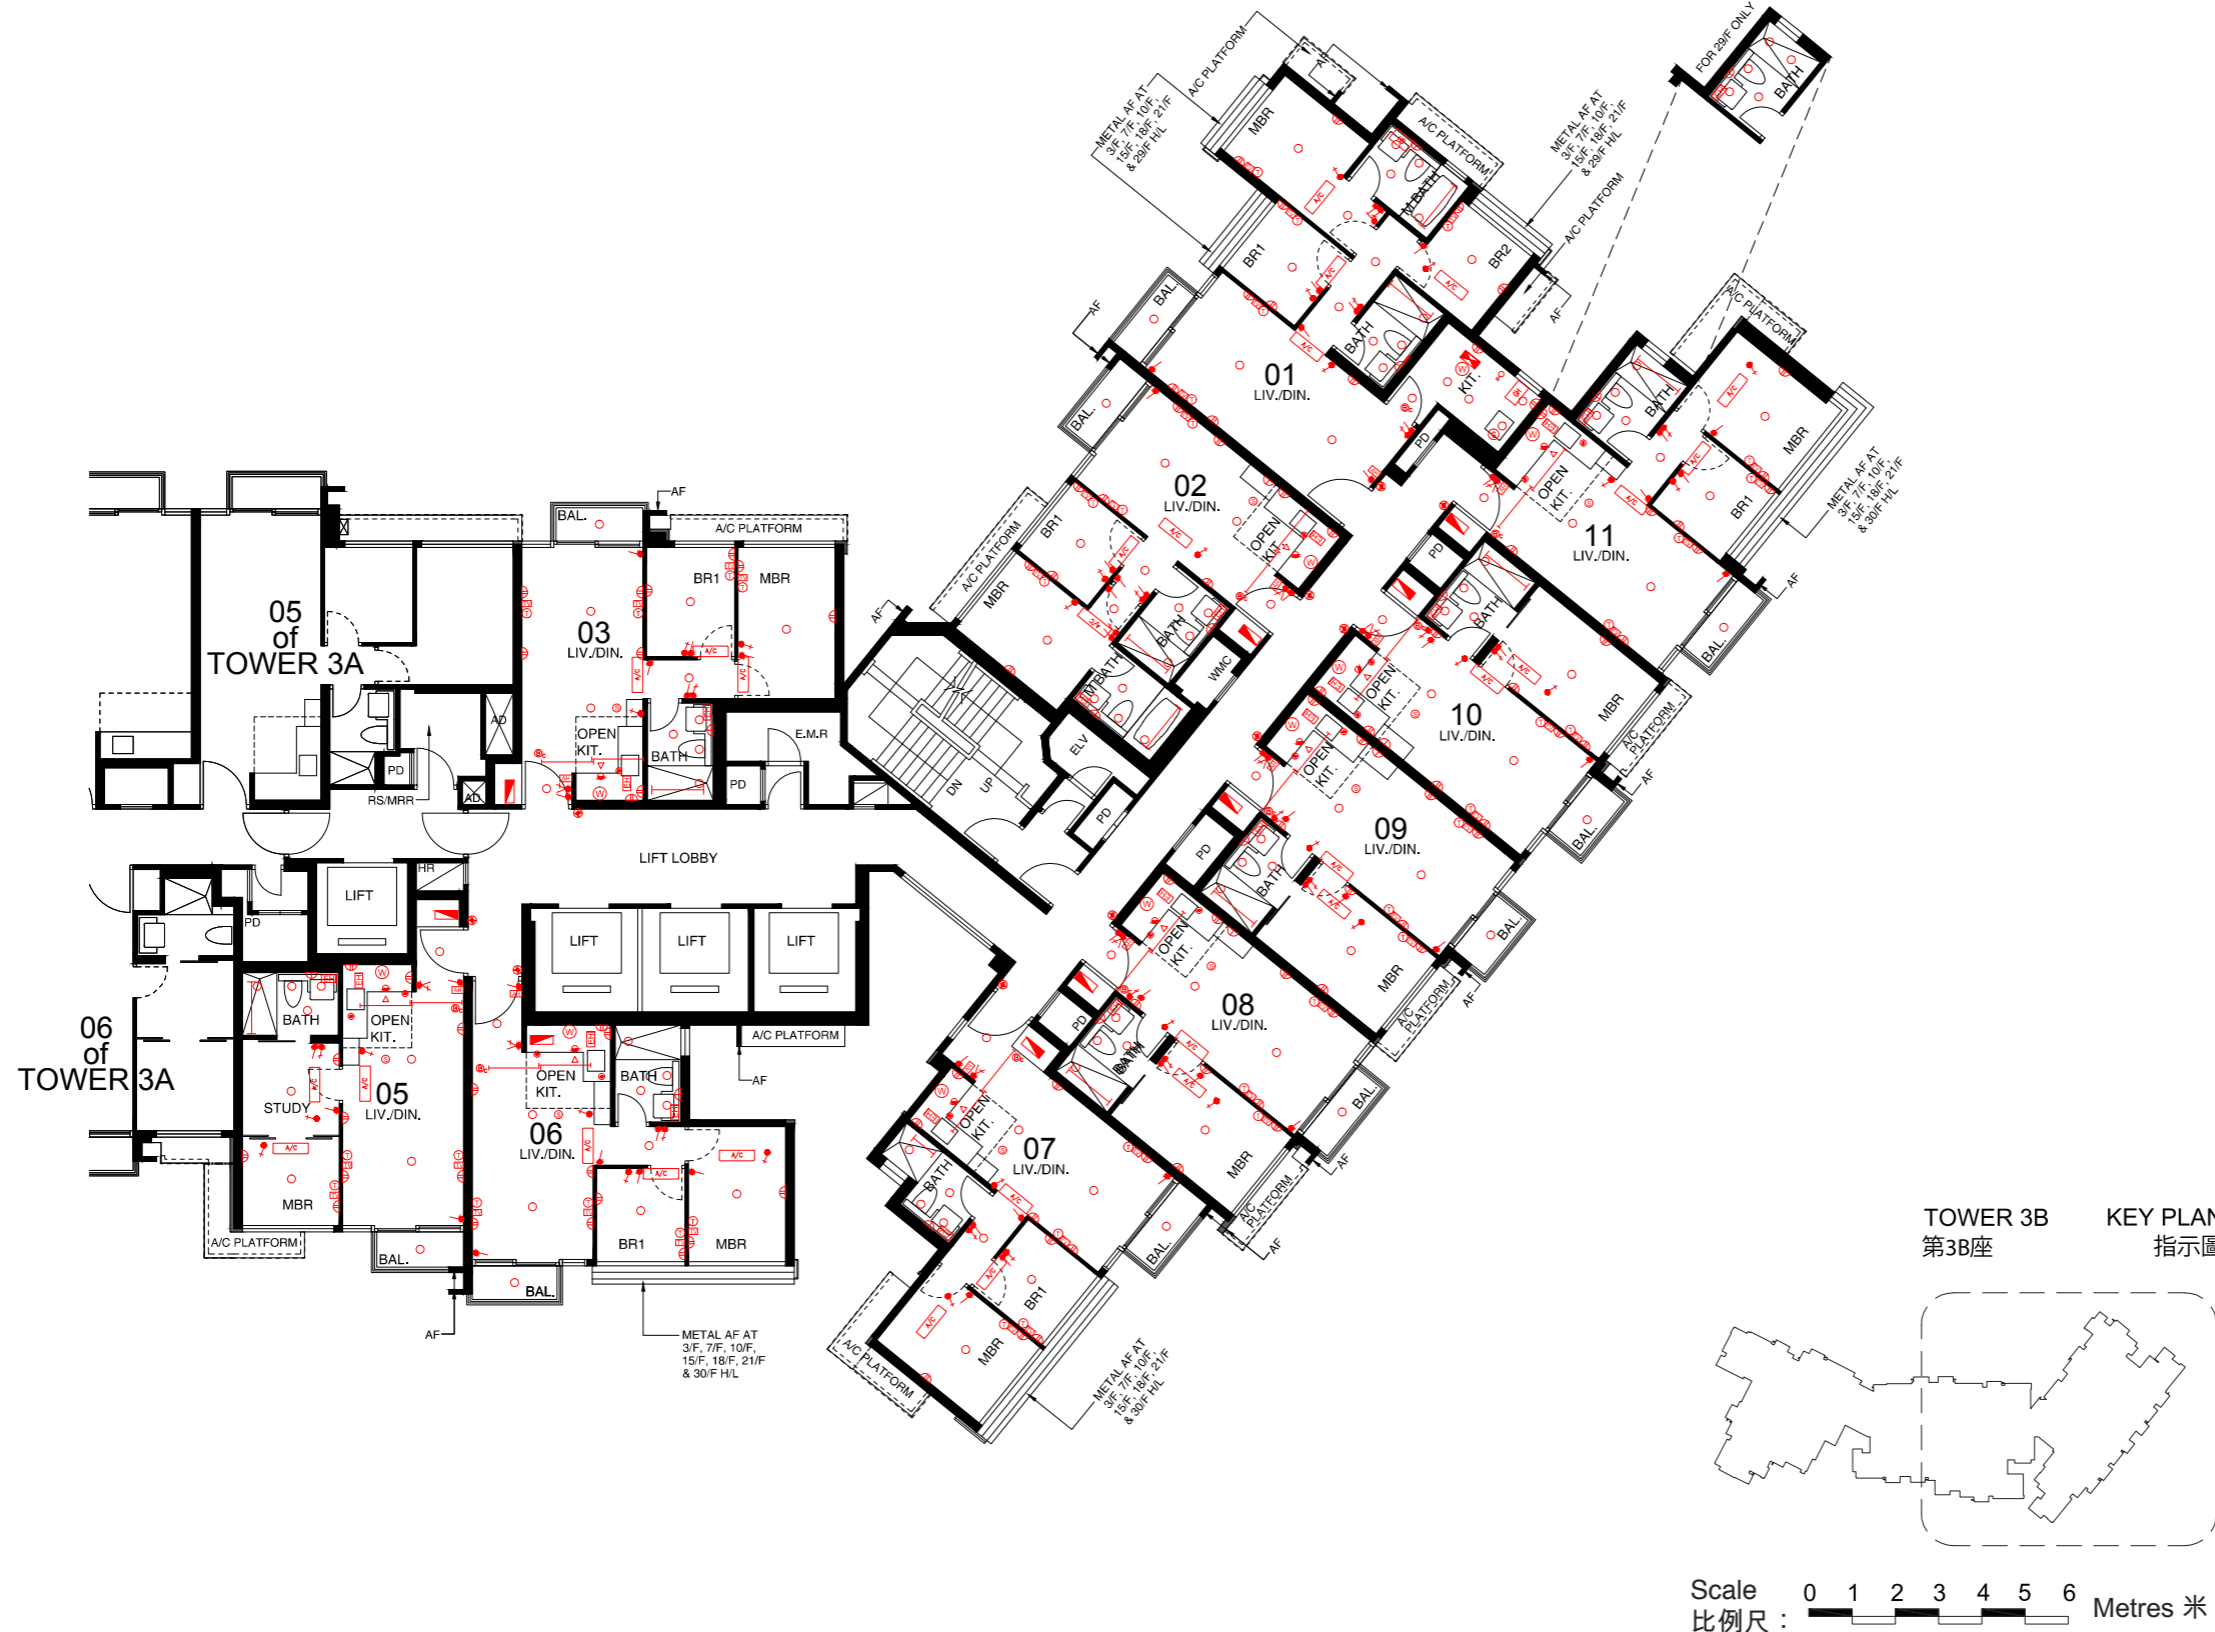 FOR 29/F ONLY
BATH
A/C PLATFORM
AF
METAL AF AT
3/F, 7/F, 10/F,
15/F, 18/F, 21/F
& 29/F H/L
MBR
A/C PLATFORM
M BATH
METAL AF AT
3/F, 7/F, 10/F,
15/F, 18/F, 21/F
& 29/F H/L
A/C PLATFORM
BR1
BR2
AF
BAL.
AF
BATH
01
LIV./DIN.
KIT.
PD
A/C PLATFORM
BATH
MBR
BR1
METAL AF AT
3/F, 7/F, 10/F,
15/F, 18/F, 21/F
& 30/F H/L
OPEN
KIT.
11
LIV./DIN.
AF
BAL.
BAL.
02
LIV./DIN.
OPEN
KIT.
BR1
MBR
A/C PLATFORM
BATH
M BATH
WMC
AF
ELV
PD
PD
BATH
OPEN
KIT.
10
LIV./DIN.
MBR
A/C
PLATFORM
AF
BAL.
05
of
TOWER 3A
BAL.
AF
A/C PLATFORM
BR1
MBR
03
LIV./DIN.
OPEN
KIT.
BATH
E.M.R
PD
AD
PD
RS/MRR
AD
DN
UP
LIFT LOBBY
OPEN
KIT.
09
LIV./DIN.
PD
BATH
MBR
BAL.
A/C
PLATFORM
AF
HR
LIFT
PD
LIFT
LIFT
LIFT
OPEN
KIT.
08
LIV./DIN.
PD
BATH
MBR
BAL.
AF
A/C
PLATFORM
AF
06
of
TOWER 3A
BATH
OPEN
KIT.
STUDY
05
LIV./DIN.
MBR
A/C PLATFORM
BAL.
AF
A/C PLATFORM
AF
OPEN
KIT.
BATH
06
LIV./DIN.
BR1
MBR
BAL.
METAL AF AT
3/F, 7/F, 10/F,
15/F, 18/F, 21/F
& 30/F H/L
OPEN
KIT.
07
LIV./DIN.
BATH
BAL.
BR1
MBR
A/C PLATFORM
METAL AF AT
3/F, 7/F, 10/F,
15/F, 18/F, 21/F
& 30/F H/L
TOWER 3B
第3B座
KEY PLAN
指示圖
Scale
比例尺：
0 1 2 3 4 5 6
Metres 米